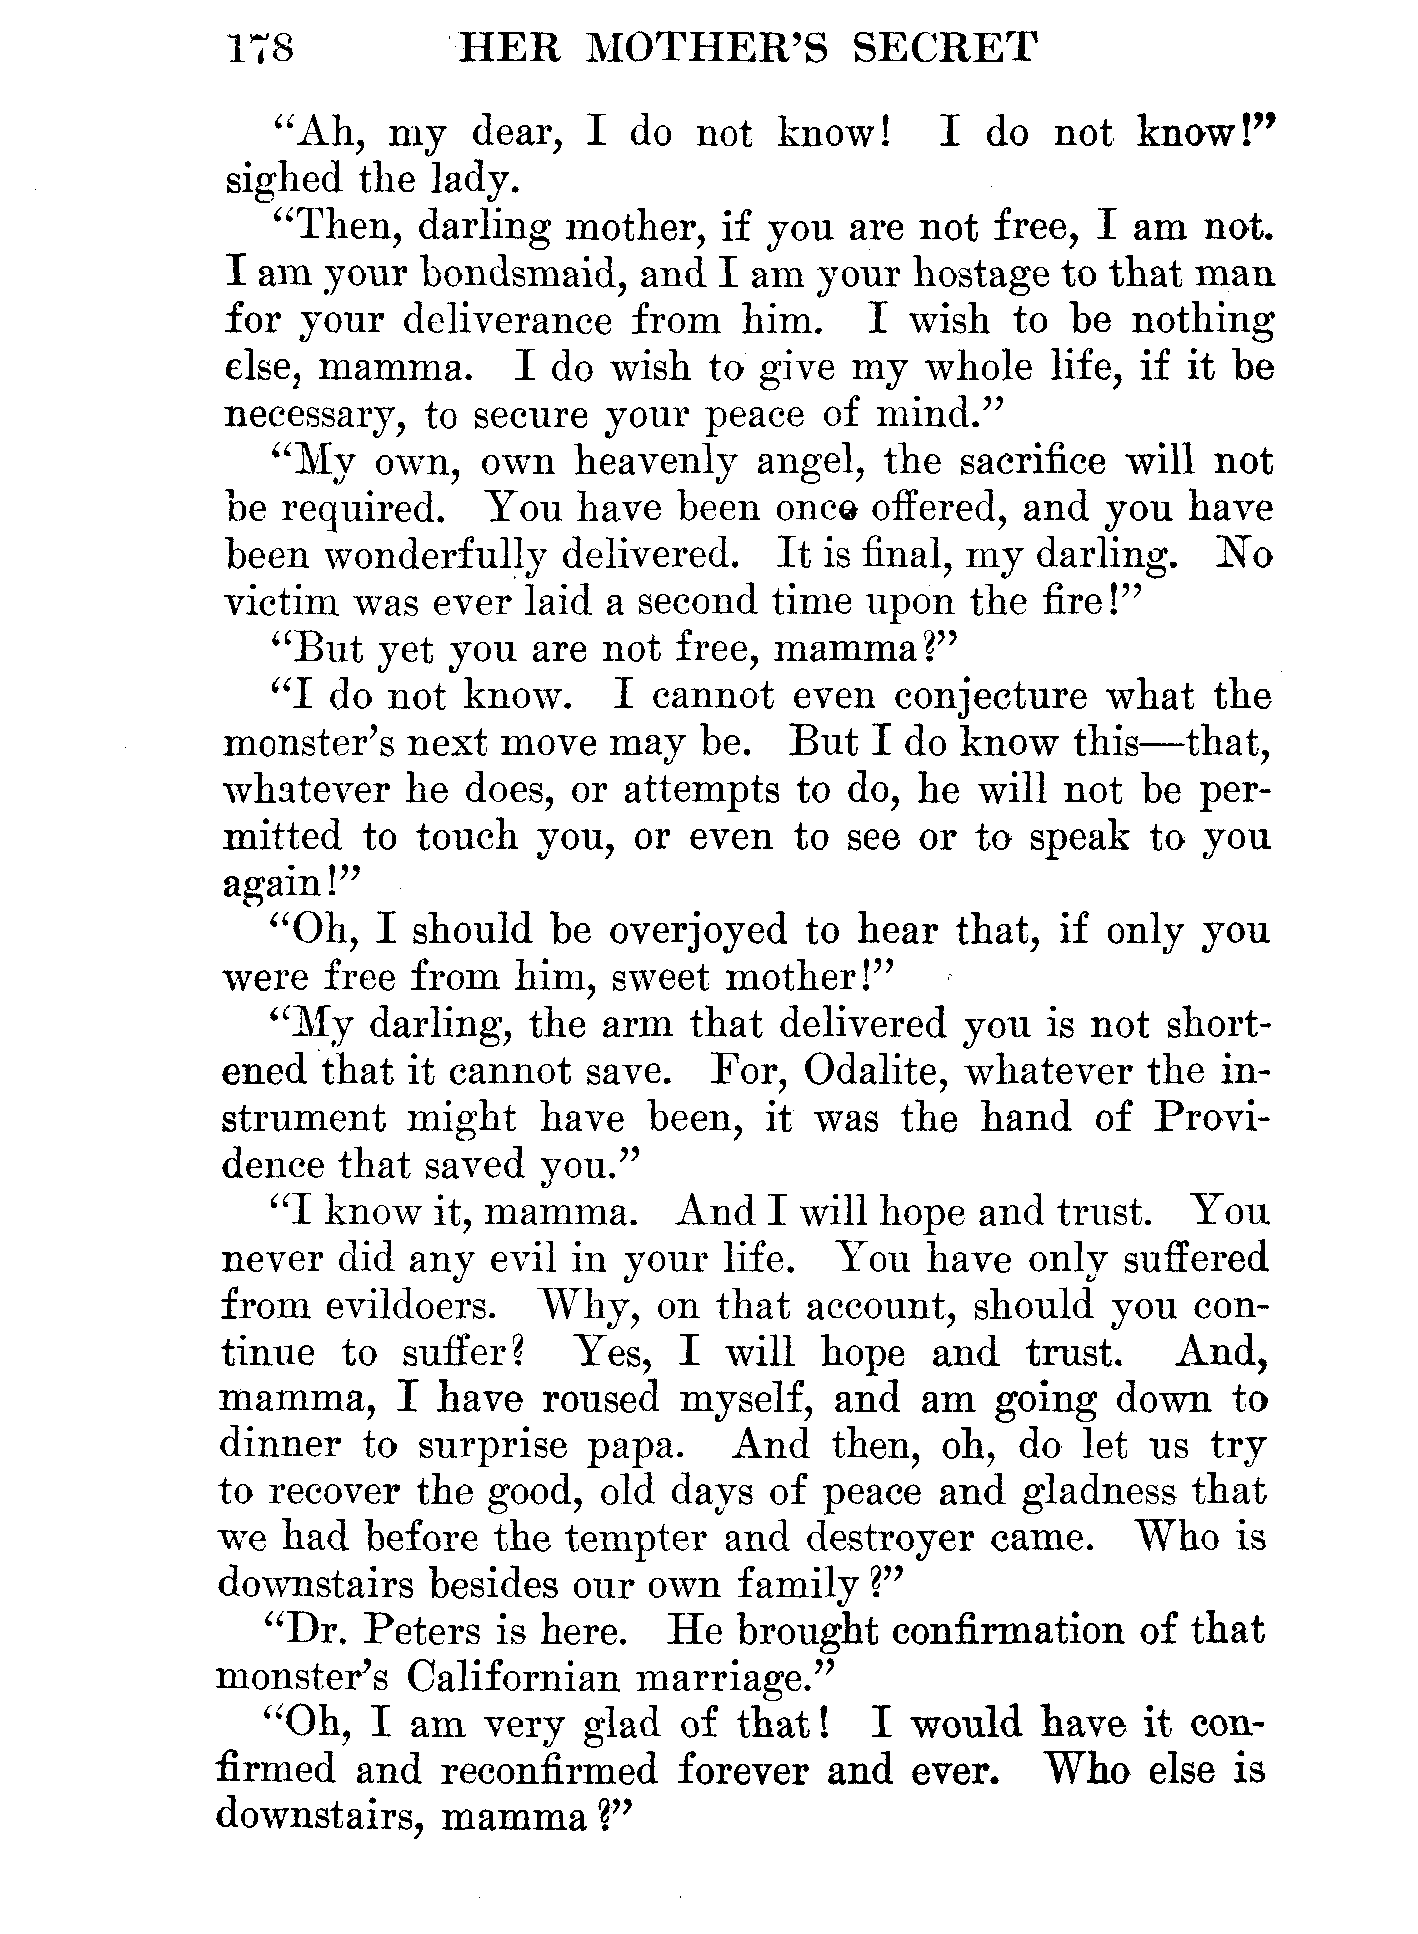 178 HER MOTHER'S SECRET
"Ah, my dear, I do not know! I do not know!"
sighed the lady.
"Then, darling mother, if you are not free, I am not.
I am your bondsmaid, and I am your hostage to that man
for your deliverance from him. I wish to be nothing
else, mamma. I do wish to give my whole life, if it be
necessary, to secure your peace of mind."
"My own, own heavenly angel, the sacrifice will not
be required. You have been once offered, and you have
been wonderfully delivered. It is final, my darling. No
victim was ever laid a second time upon the fire!"
"But yet you are not free, mamma?"
"I do not know. I cannot even conjecture what the
monster's next move may be. But I do know this—that,
whatever he does, or attempts to do, he will not be per-
mitted to touch you, or even to see or to speak to you
again!"
"Oh, I should be overjoyed to hear that, if only you
were free from him, sweet mother!"
"My darling, the arm that delivered you is not short-
ened that it cannot save. For, Odalite, whatever the in-
strument might have been, it was the hand of Provi-
dence that saved you."
"I know it, mamma. And I will hope and trust. You
never did any evil in your life. You have only suffered
from evildoers. Why, on that account, should you con-
tinue to suffer? Yes, I will hope and trust. And,
mamma, I have roused myself, and am going down to
dinner to surprise papa. And then, oh, do let us try
to recover the good, old days of peace and gladness that
we had before the tempter and destroyer came. Who is
downstairs besides our own family?"
"Dr. Peters is here. He brought confirmation of that
monster's Californian marriage."
"Oh, I am very glad of that! I would have it con-
firmed and reconfirmed forever and ever. Who else is
downstairs, mamma?"